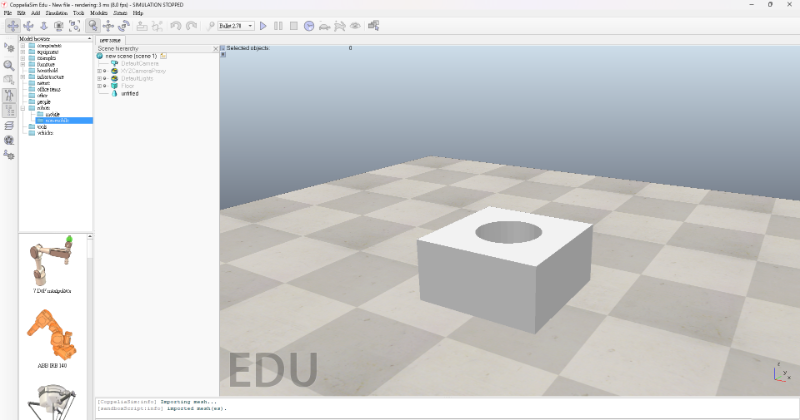 CoppeliaSim Edu - New file - rendering: 3 ms (8.0 fps) - SIMULATION STOPPED
File Edit Add Simulation Tools Modules Scenes Help
Bullet 2.78
Model browser
components
equipment
examples
furniture
household
infrastructure
nature
office items
office
people
robots
mobile
non-mobile
tools
vehicles
7 DoF manipulator
ABB IRB 140
new scene
Scene hierarchy
new scene (scene 1)
DefaultCamera
XYZCameraProxy
DefaultLights
Floor
untitled
Selected objects: 0
EDU
[CoppeliaSim:info] Importing mesh...
[sandboxScript:info] imported mesh(es).